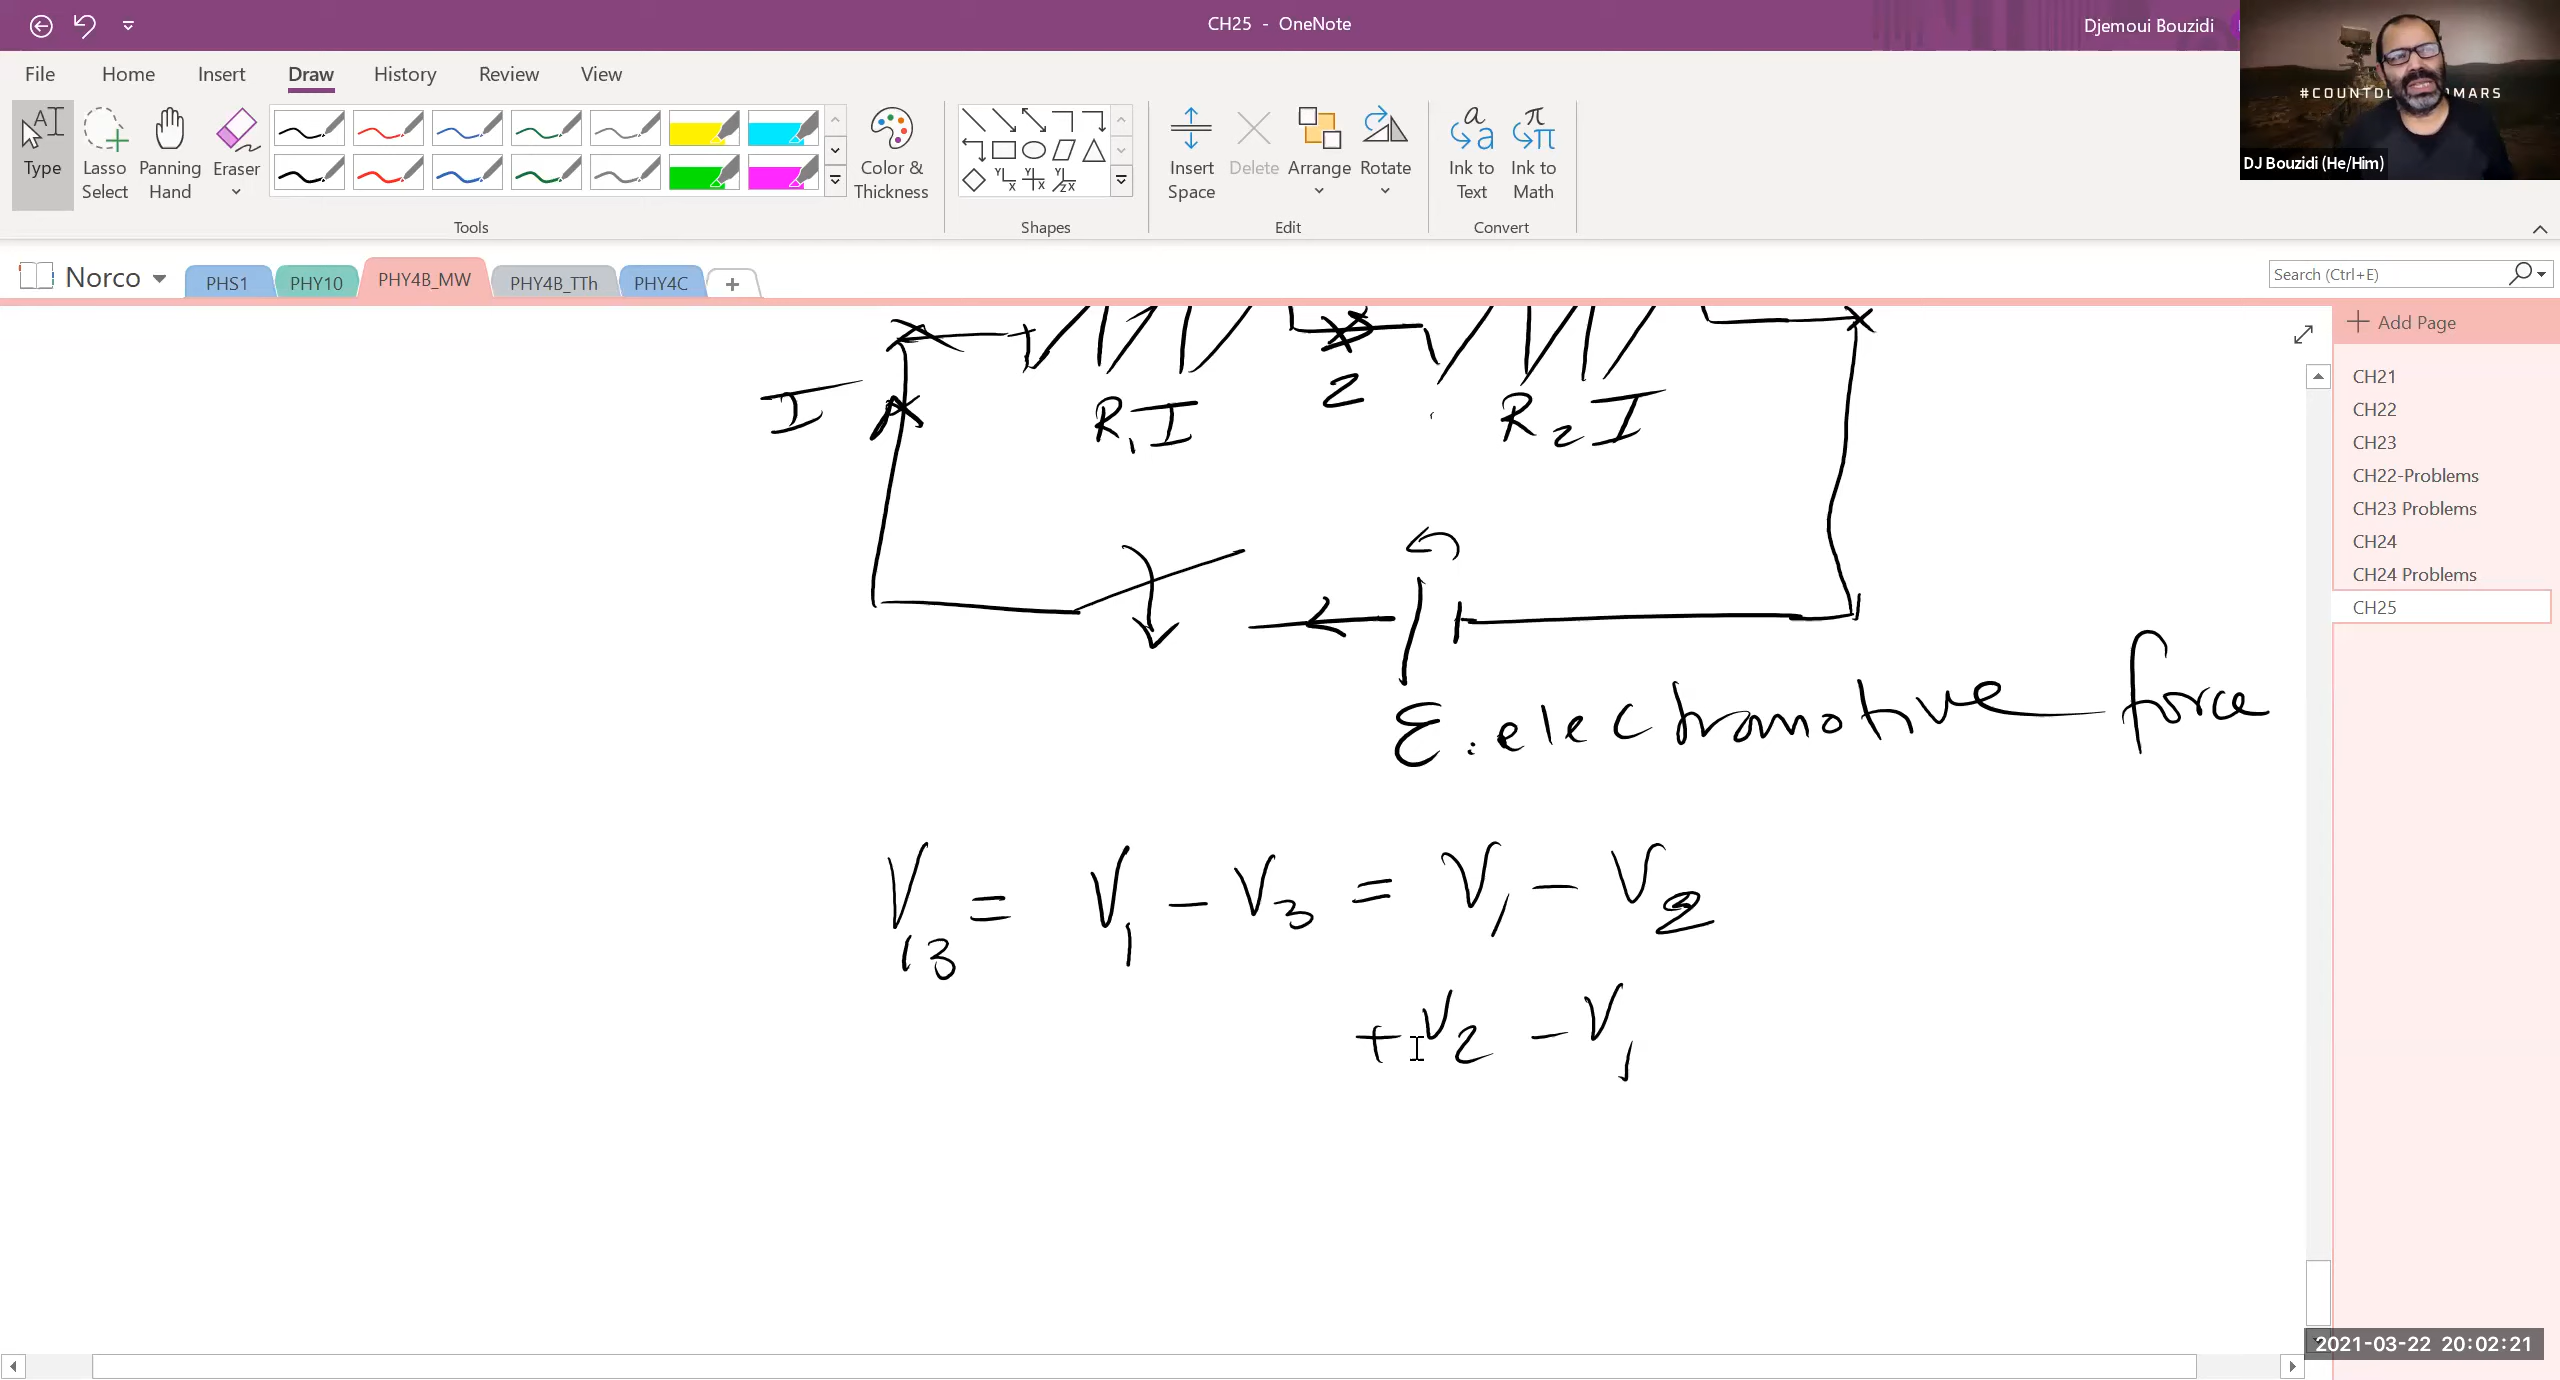 CH25 - OneNote
Djemoui Bouzidi
#COUNTD MARS
DJ Bouzidi (He/Him)
File Home Insert Draw History Review View
Type
Lasso Select
Panning Hand
Eraser
Color & Thickness
Insert Space
Delete
Arrange
Rotate
Ink to Text
Ink to Math
Tools Shapes Edit Convert
Norco PHS1 PHY10 PHY4B_MW PHY4B_TTh PHY4C +
Search (Ctrl+E)
Add Page
CH21
CH22
CH23
CH22-Problems
CH23 Problems
CH24
CH24 Problems
CH25
I R₁I 2 R₂I
ℰ: electromotive force
V₁₃ = V₁ - V₃ = V₁ - V₂
+ V₂ - V₁
2021-03-22 20:02:21